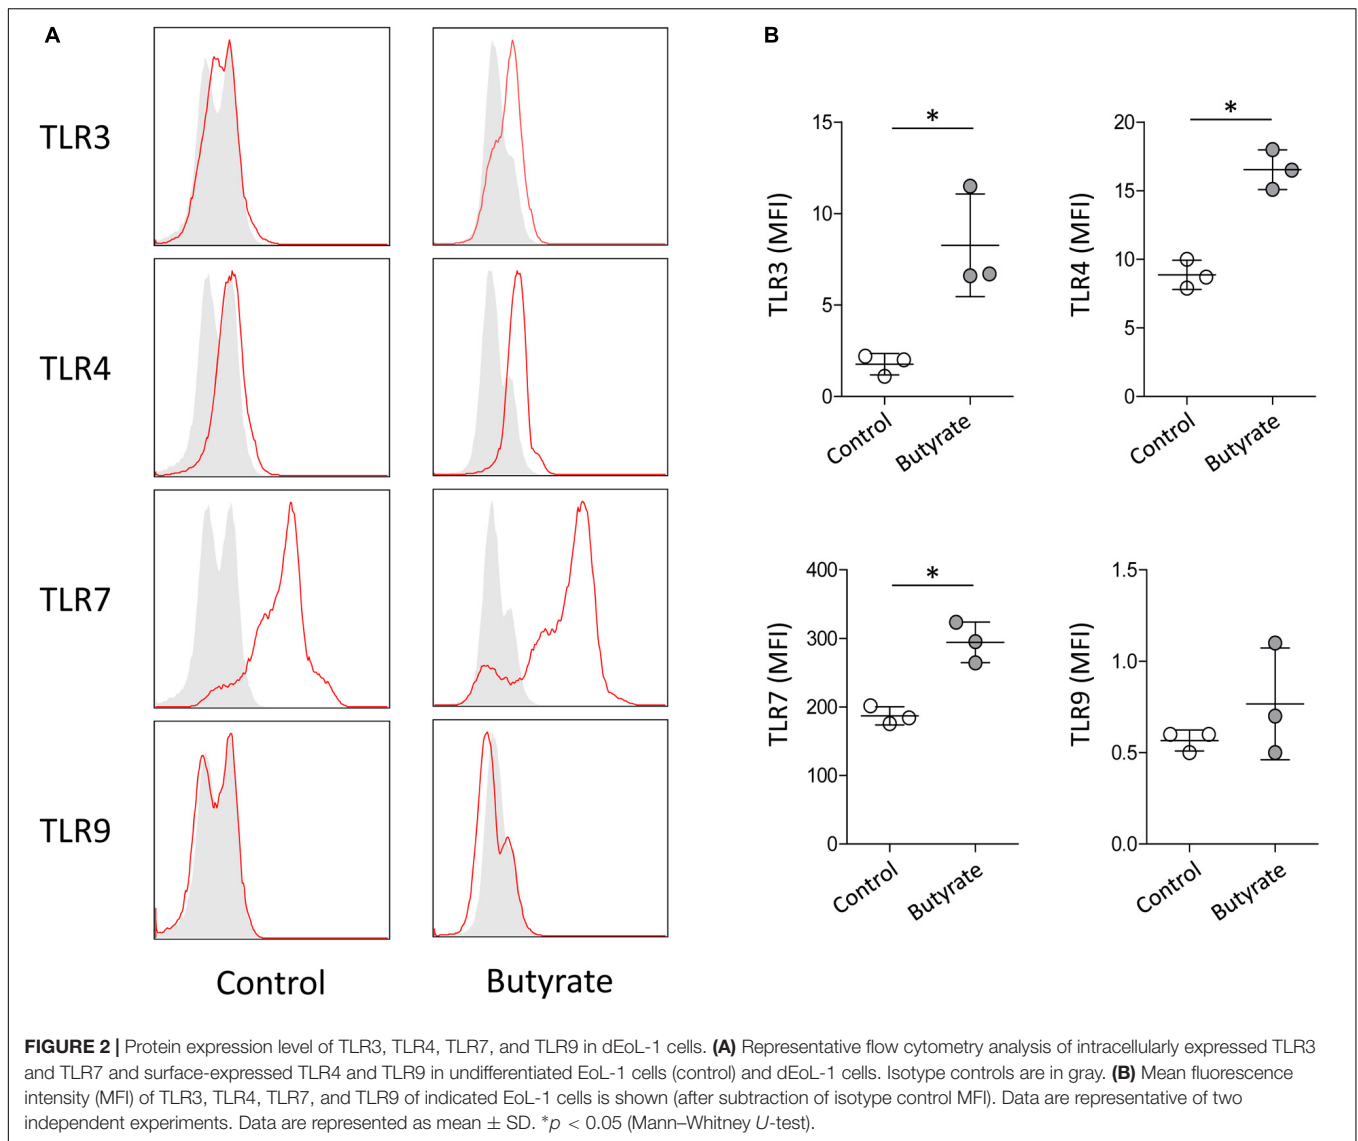 A
TLR3
TLR4
TLR7
TLR9
Control
Butyrate
B
*
15
10
5
0
TLR3 (MFI)
Control
Butyrate
*
20
15
10
5
0
TLR4 (MFI)
Control
Butyrate
*
400
300
200
100
0
TLR7 (MFI)
Control
Butyrate
1.5
1.0
0.5
0.0
TLR9 (MFI)
Control
Butyrate
FIGURE 2 | Protein expression level of TLR3, TLR4, TLR7, and TLR9 in dEoL-1 cells. (A) Representative flow cytometry analysis of intracellularly expressed TLR3
and TLR7 and surface-expressed TLR4 and TLR9 in undifferentiated EoL-1 cells (control) and dEoL-1 cells. Isotype controls are in gray. (B) Mean fluorescence
intensity (MFI) of TLR3, TLR4, TLR7, and TLR9 of indicated EoL-1 cells is shown (after subtraction of isotype control MFI). Data are representative of two
independent experiments. Data are represented as mean ± SD. *p < 0.05 (Mann–Whitney U-test).